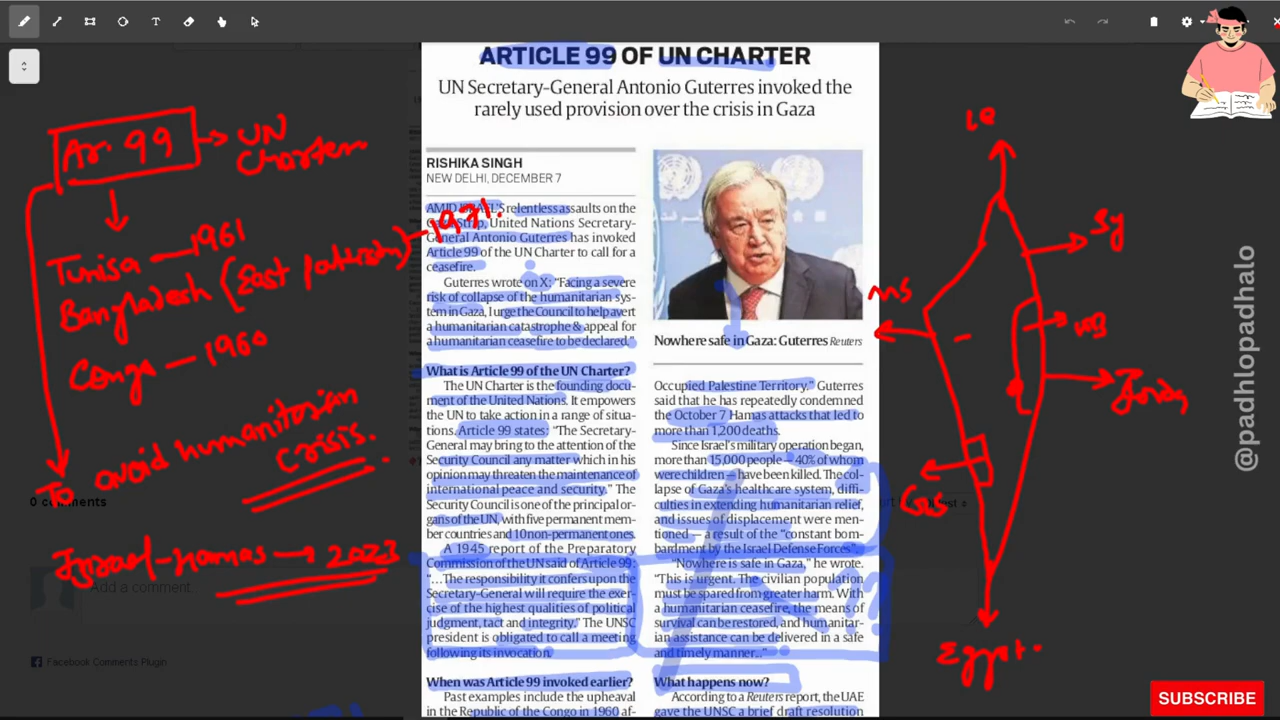 ARTICLE 99 OF UN CHARTER
UN Secretary-General Antonio Guterres invoked the
rarely used provision over the crisis in Gaza
RISHIKA SINGH
NEW DELHI, DECEMBER 7
AMID ISRAEL'S relentless assaults on the
Gaza Strip, United Nations Secretary-
General Antonio Guterres has invoked
Article 99 of the UN Charter to call for a
ceasefire.
Guterres wrote on X: “Facing a severe
risk of collapse of the humanitarian sys-
tem in Gaza, I urge the Council to help avert
a humanitarian catastrophe & appeal for
a humanitarian ceasefire to be declared.”
What is Article 99 of the UN Charter?
The UN Charter is the founding docu-
ment of the United Nations. It empowers
the UN to take action in a range of situa-
tions. Article 99 states: “The Secretary-
General may bring to the attention of the
Security Council any matter which in his
opinion may threaten the maintenance of
international peace and security.” The
Security Council is one of the principal or-
gans of the UN, with five permanent mem-
ber countries and 10 non-permanent ones.
A 1945 report of the Preparatory
Commission of the UN said of Article 99:
“...The responsibility it confers upon the
Secretary-General will require the exer-
cise of the highest qualities of political
judgment, tact and integrity.” The UNSC
president is obligated to call a meeting
following its invocation.
When was Article 99 invoked earlier?
Past examples include the upheaval
in the Republic of the Congo in 1960 af-
Nowhere safe in Gaza: Guterres Reuters
Occupied Palestine Territory.” Guterres
said that he has repeatedly condemned
the October 7 Hamas attacks that led to
more than 1,200 deaths.
Since Israel's military operation began,
more than 15,000 people — 40% of whom
were children — have been killed. The col-
lapse of Gaza's healthcare system, diffi-
culties in extending humanitarian relief,
and issues of displacement were men-
tioned — a result of the “constant bom-
bardment by the Israel Defense Forces”.
“Nowhere is safe in Gaza,” he wrote.
“This is urgent. The civilian population
must be spared from greater harm. With
a humanitarian ceasefire, the means of
survival can be restored, and humanitar-
ian assistance can be delivered in a safe
and timely manner...”
What happens now?
According to a Reuters report, the UAE
gave the UNSC a brief draft resolution
Ar. 99 → UN
Charter
Tunisa — 1961
Bangladesh (East pakistan) - 1971.
Congo — 1960
To avoid humanitarian
crisis.
Israel-hamas → 2023
le
Sy
ms
WB
Jordan
GS
Egypt.
0 comments
Add a comment...
Facebook Comments Plugin
@padhlopadhalo
SUBSCRIBE